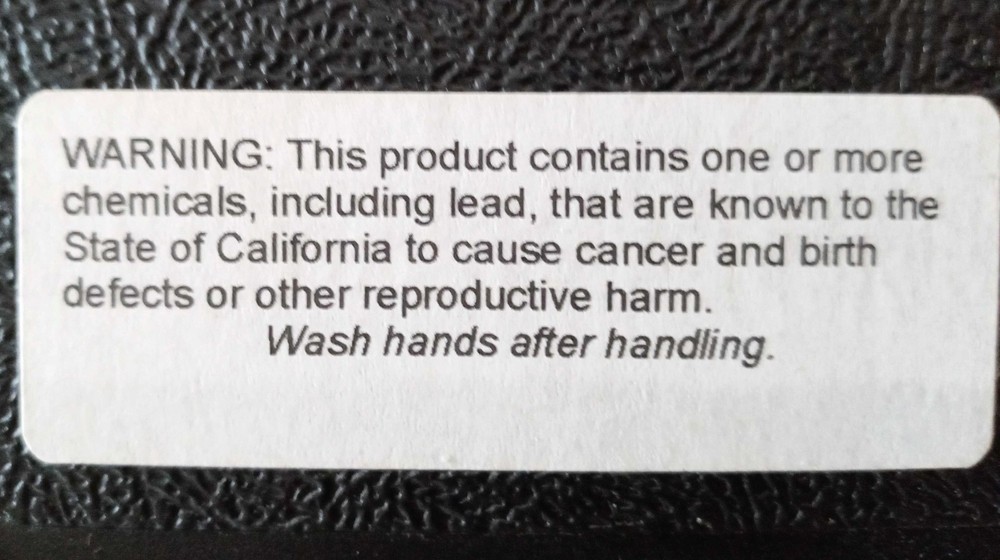 WARNING: This product contains one or more
chemicals, including lead, that are known to the
State of California to cause cancer and birth
defects or other reproductive harm.
Wash hands after handling.